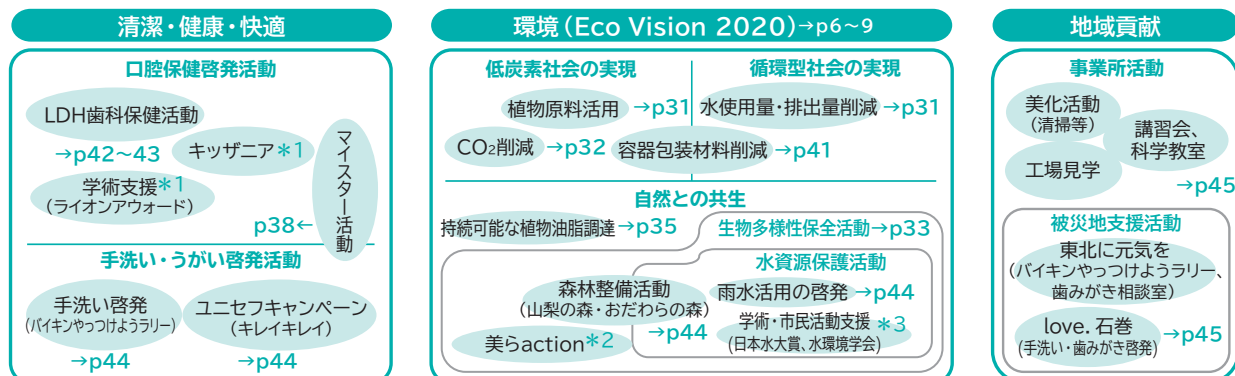 清潔・健康・快適
口腔保健啓発活動
LDH歯科保健活動
→p42~43
キッザニア*1
学術支援*1
(ライオンアウォード)
マイスター活動
p38←
手洗い・うがい啓発活動
手洗い啓発
(バイキンやっつけようラリー)
→p44
ユニセフキャンペーン
(キレイキレイ)
→p44
環境(Eco Vision 2020)→p6~9
低炭素社会の実現
循環型社会の実現
植物原料活用→p31
水使用量・排出量削減→p31
CO₂削減→p32
容器包装材料削減→p41
自然との共生
持続可能な植物油脂調達→p35
生物多様性保全活動→p33
水資源保護活動
森林整備活動
(山梨の森・おだわらの森)
→p44
雨水活用の啓発→p44
美らaction*2
学術・市民活動支援*3
(日本水大賞、水環境学会)
地域貢献
事業所活動
美化活動
(清掃等)
講習会、
科学教室
工場見学
→p45
被災地支援活動
東北に元気を
(バイキンやっつけようラリー、
歯みがき相談室)
love. 石巻
(手洗い・歯みがき啓発)
→p45